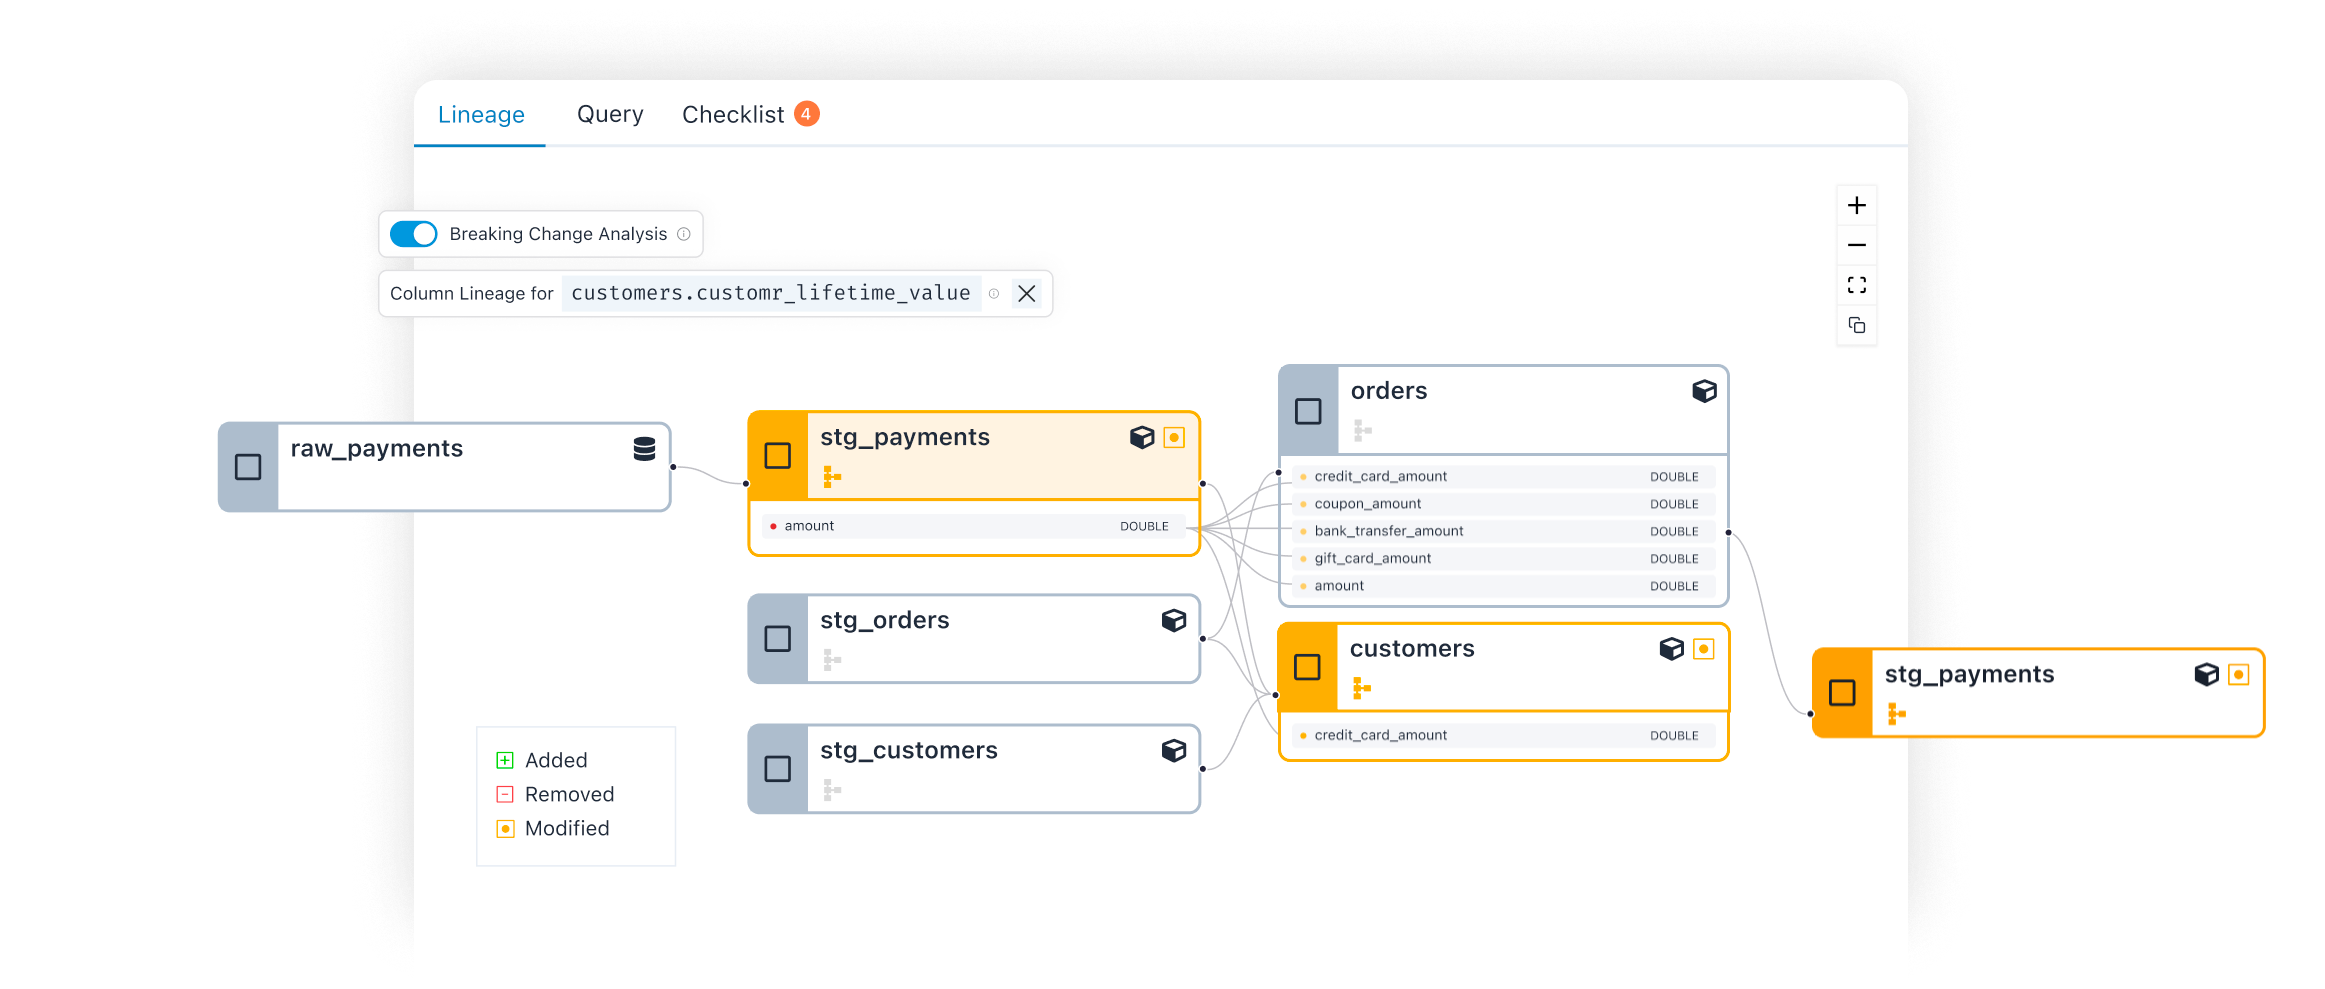 Lineage
Query
Checklist 4
Breaking Change Analysis
Column Lineage for customers.customr_lifetime_value
raw_payments
stg_payments
amount DOUBLE
stg_orders
stg_customers
orders
credit_card_amount DOUBLE
coupon_amount DOUBLE
bank_transfer_amount DOUBLE
gift_card_amount DOUBLE
amount DOUBLE
customers
credit_card_amount DOUBLE
stg_payments
Added
Removed
Modified